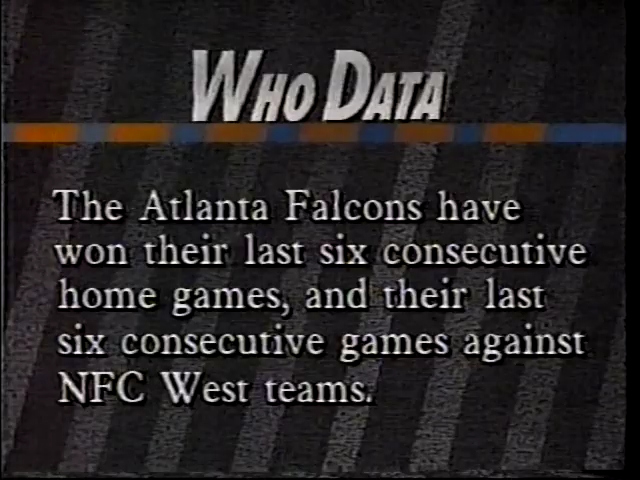 WHO DATA
The Atlanta Falcons have
won their last six consecutive
home games, and their last
six consecutive games against
NFC West teams.